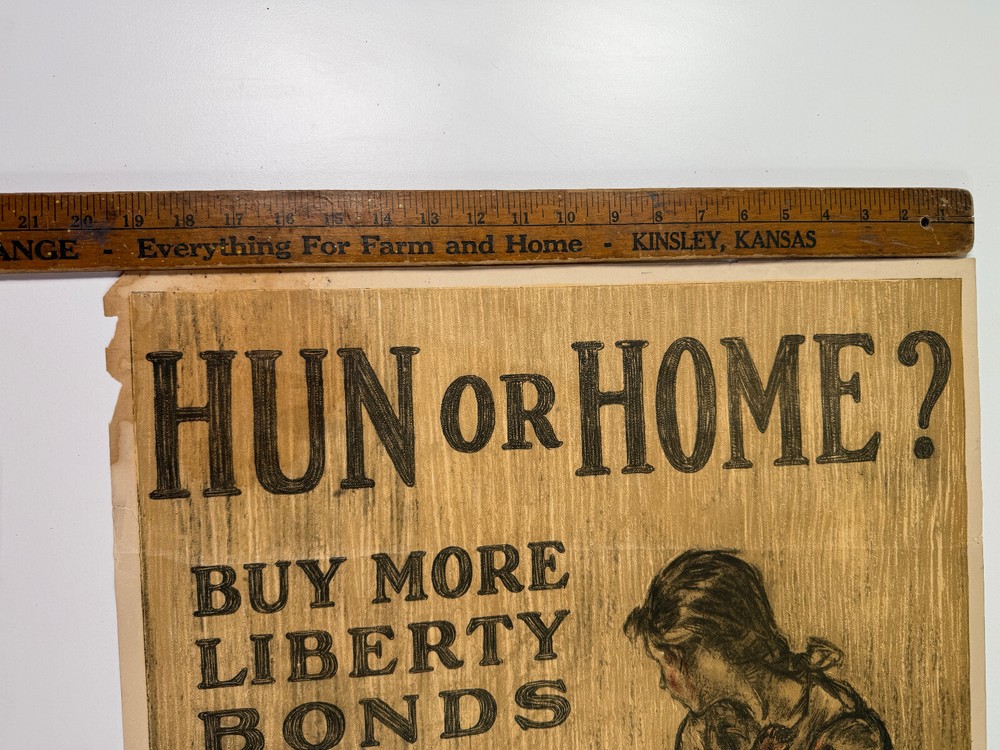 21 20 19 18 17 16 15 14 13 12 11 10 9 8 7 6 5 4 3 2 1
ANGE - Everything For Farm and Home - KINSLEY, KANSAS
HUN OR HOME?
BUY MORE
LIBERTY
BONDS